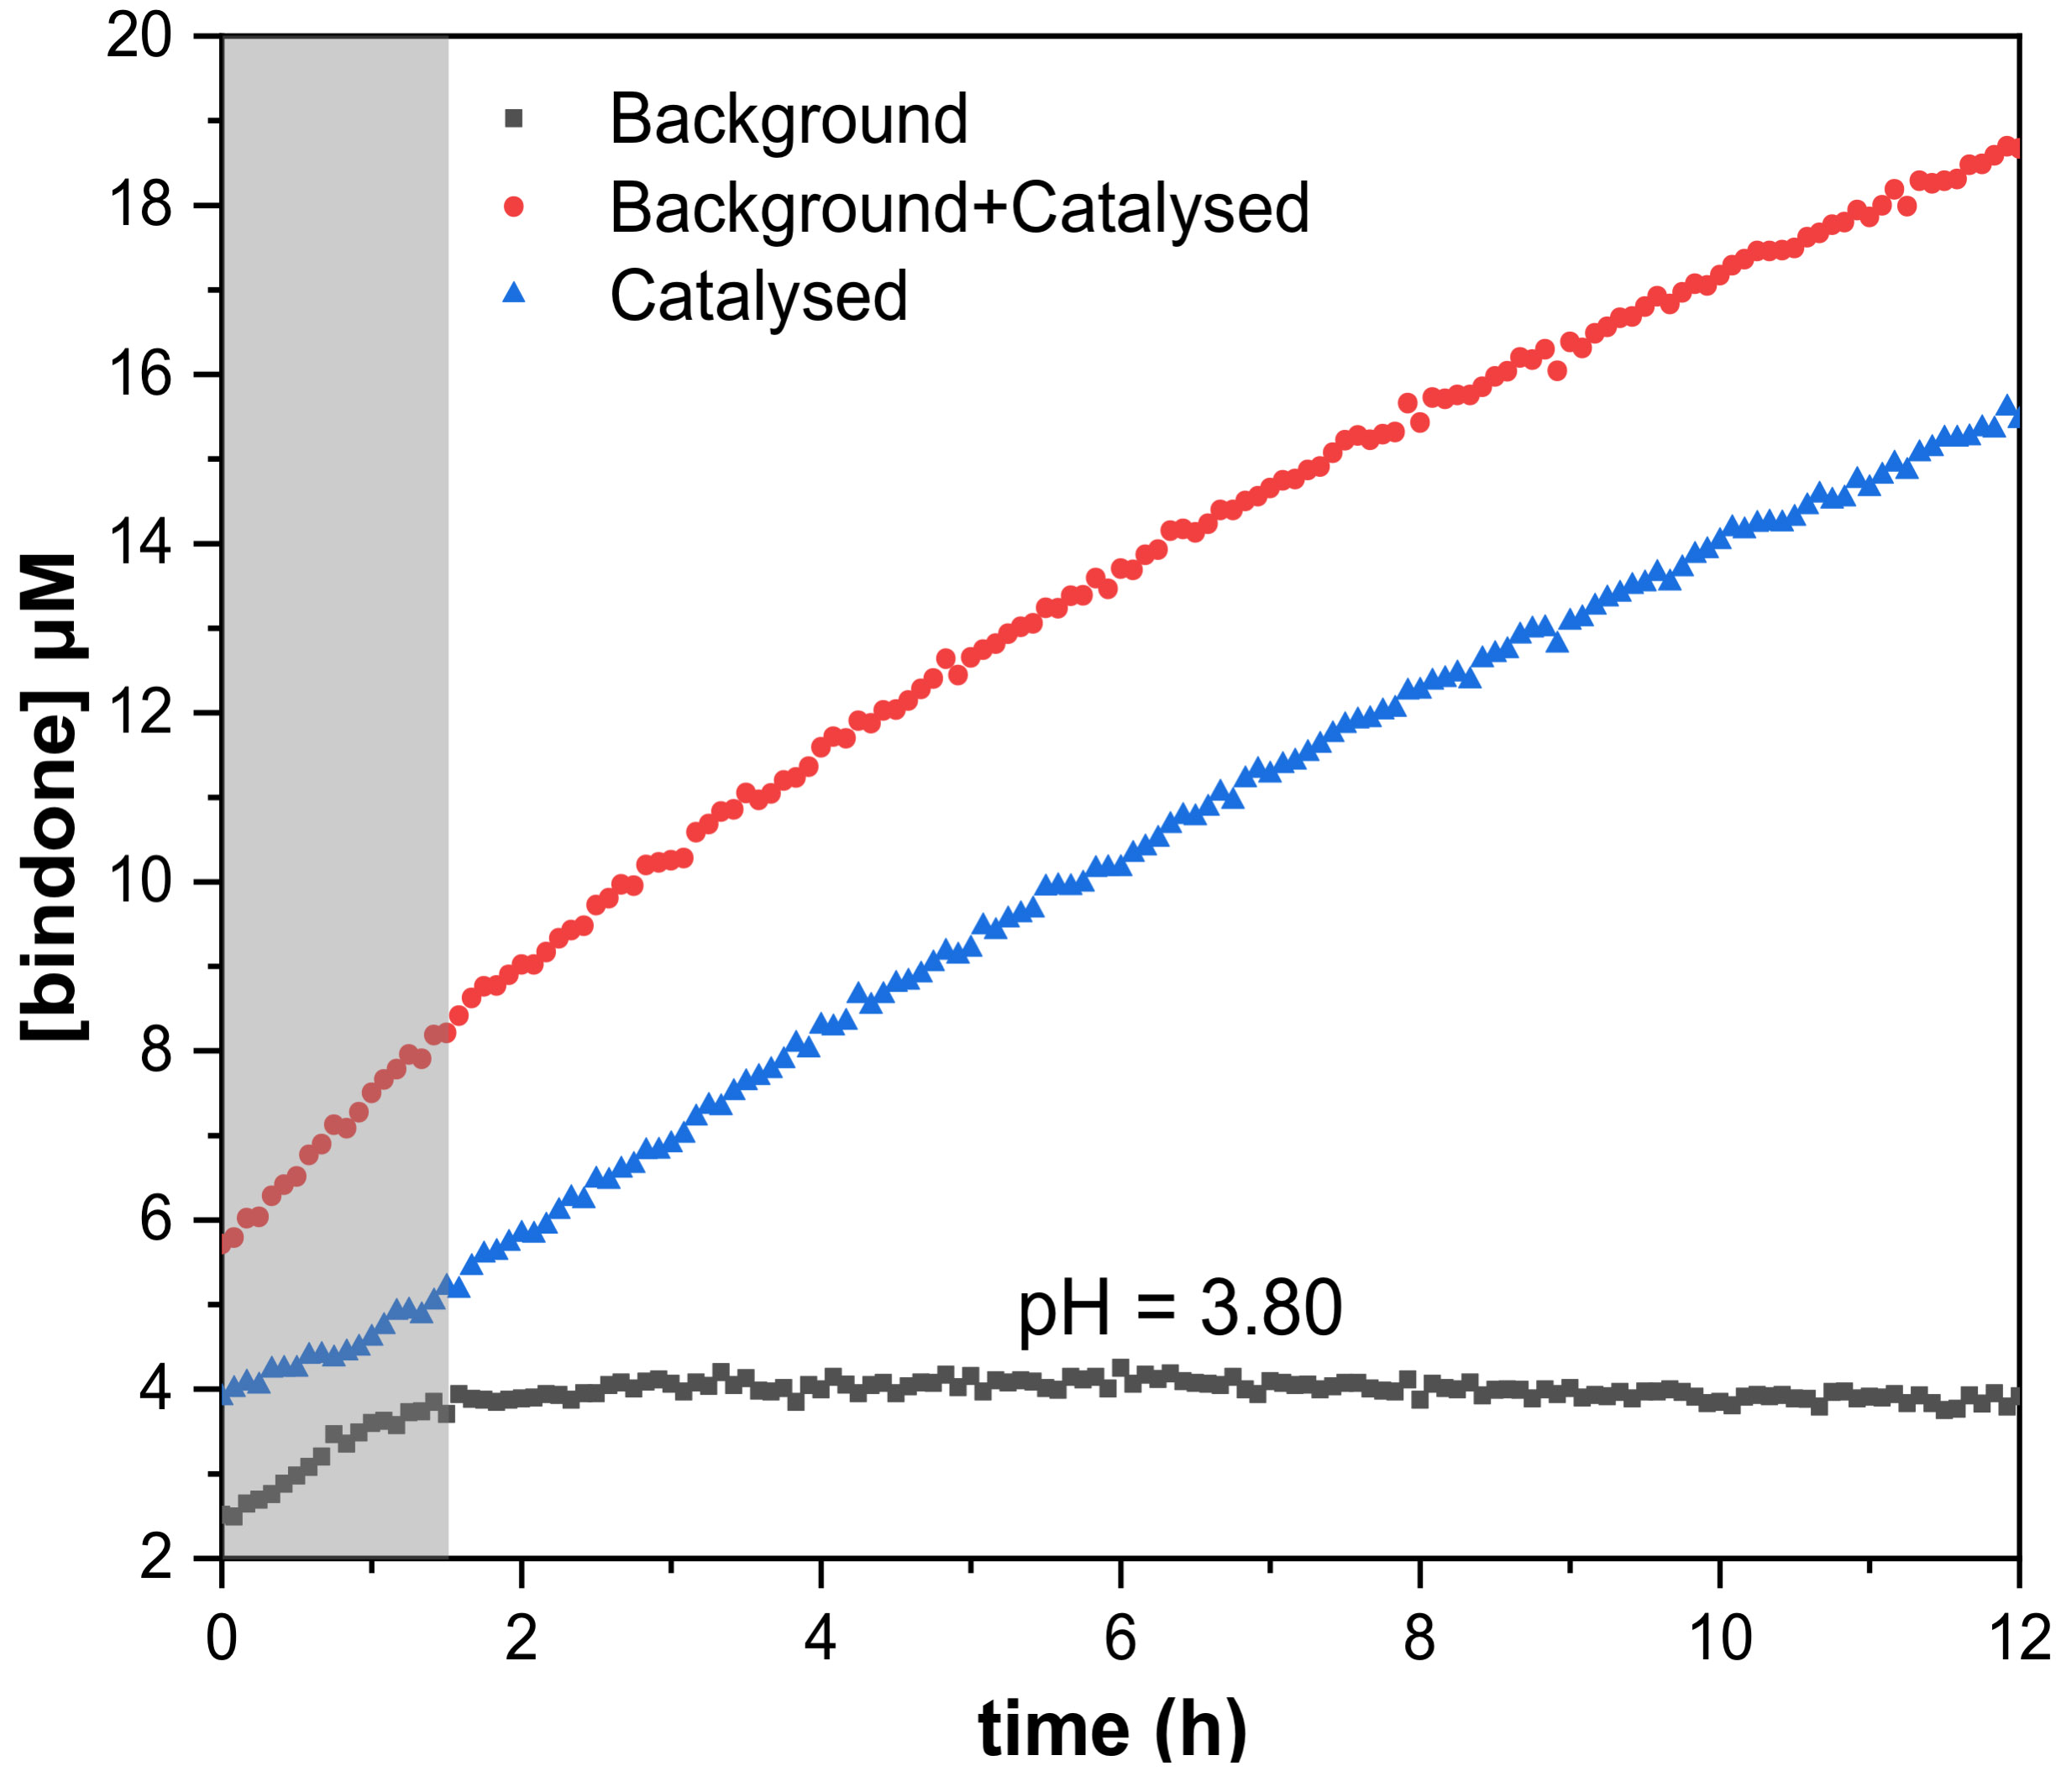 20
18
16
14
12
10
8
6
4
2
[bindone] µM
Background
Background+Catalysed
Catalysed
pH = 3.80
0 2 4 6 8 10 12
time (h)